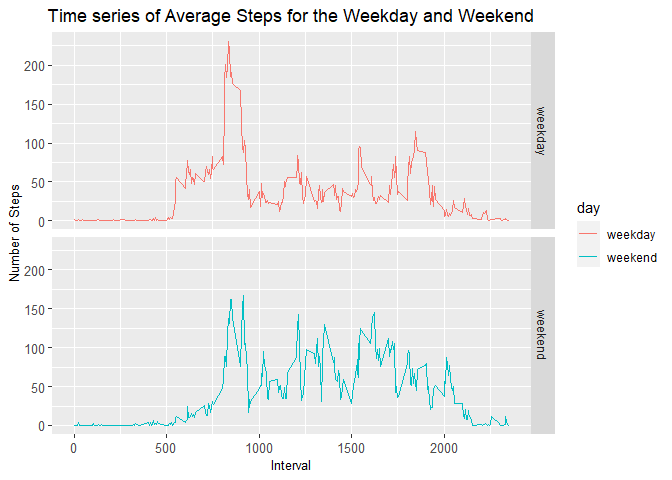 Time series of Average Steps for the Weekday and Weekend
Number of Steps
200
150
100
50
0
weekday
200
150
100
50
0
weekend
0
500
1000
1500
2000
Interval
day
weekday
weekend